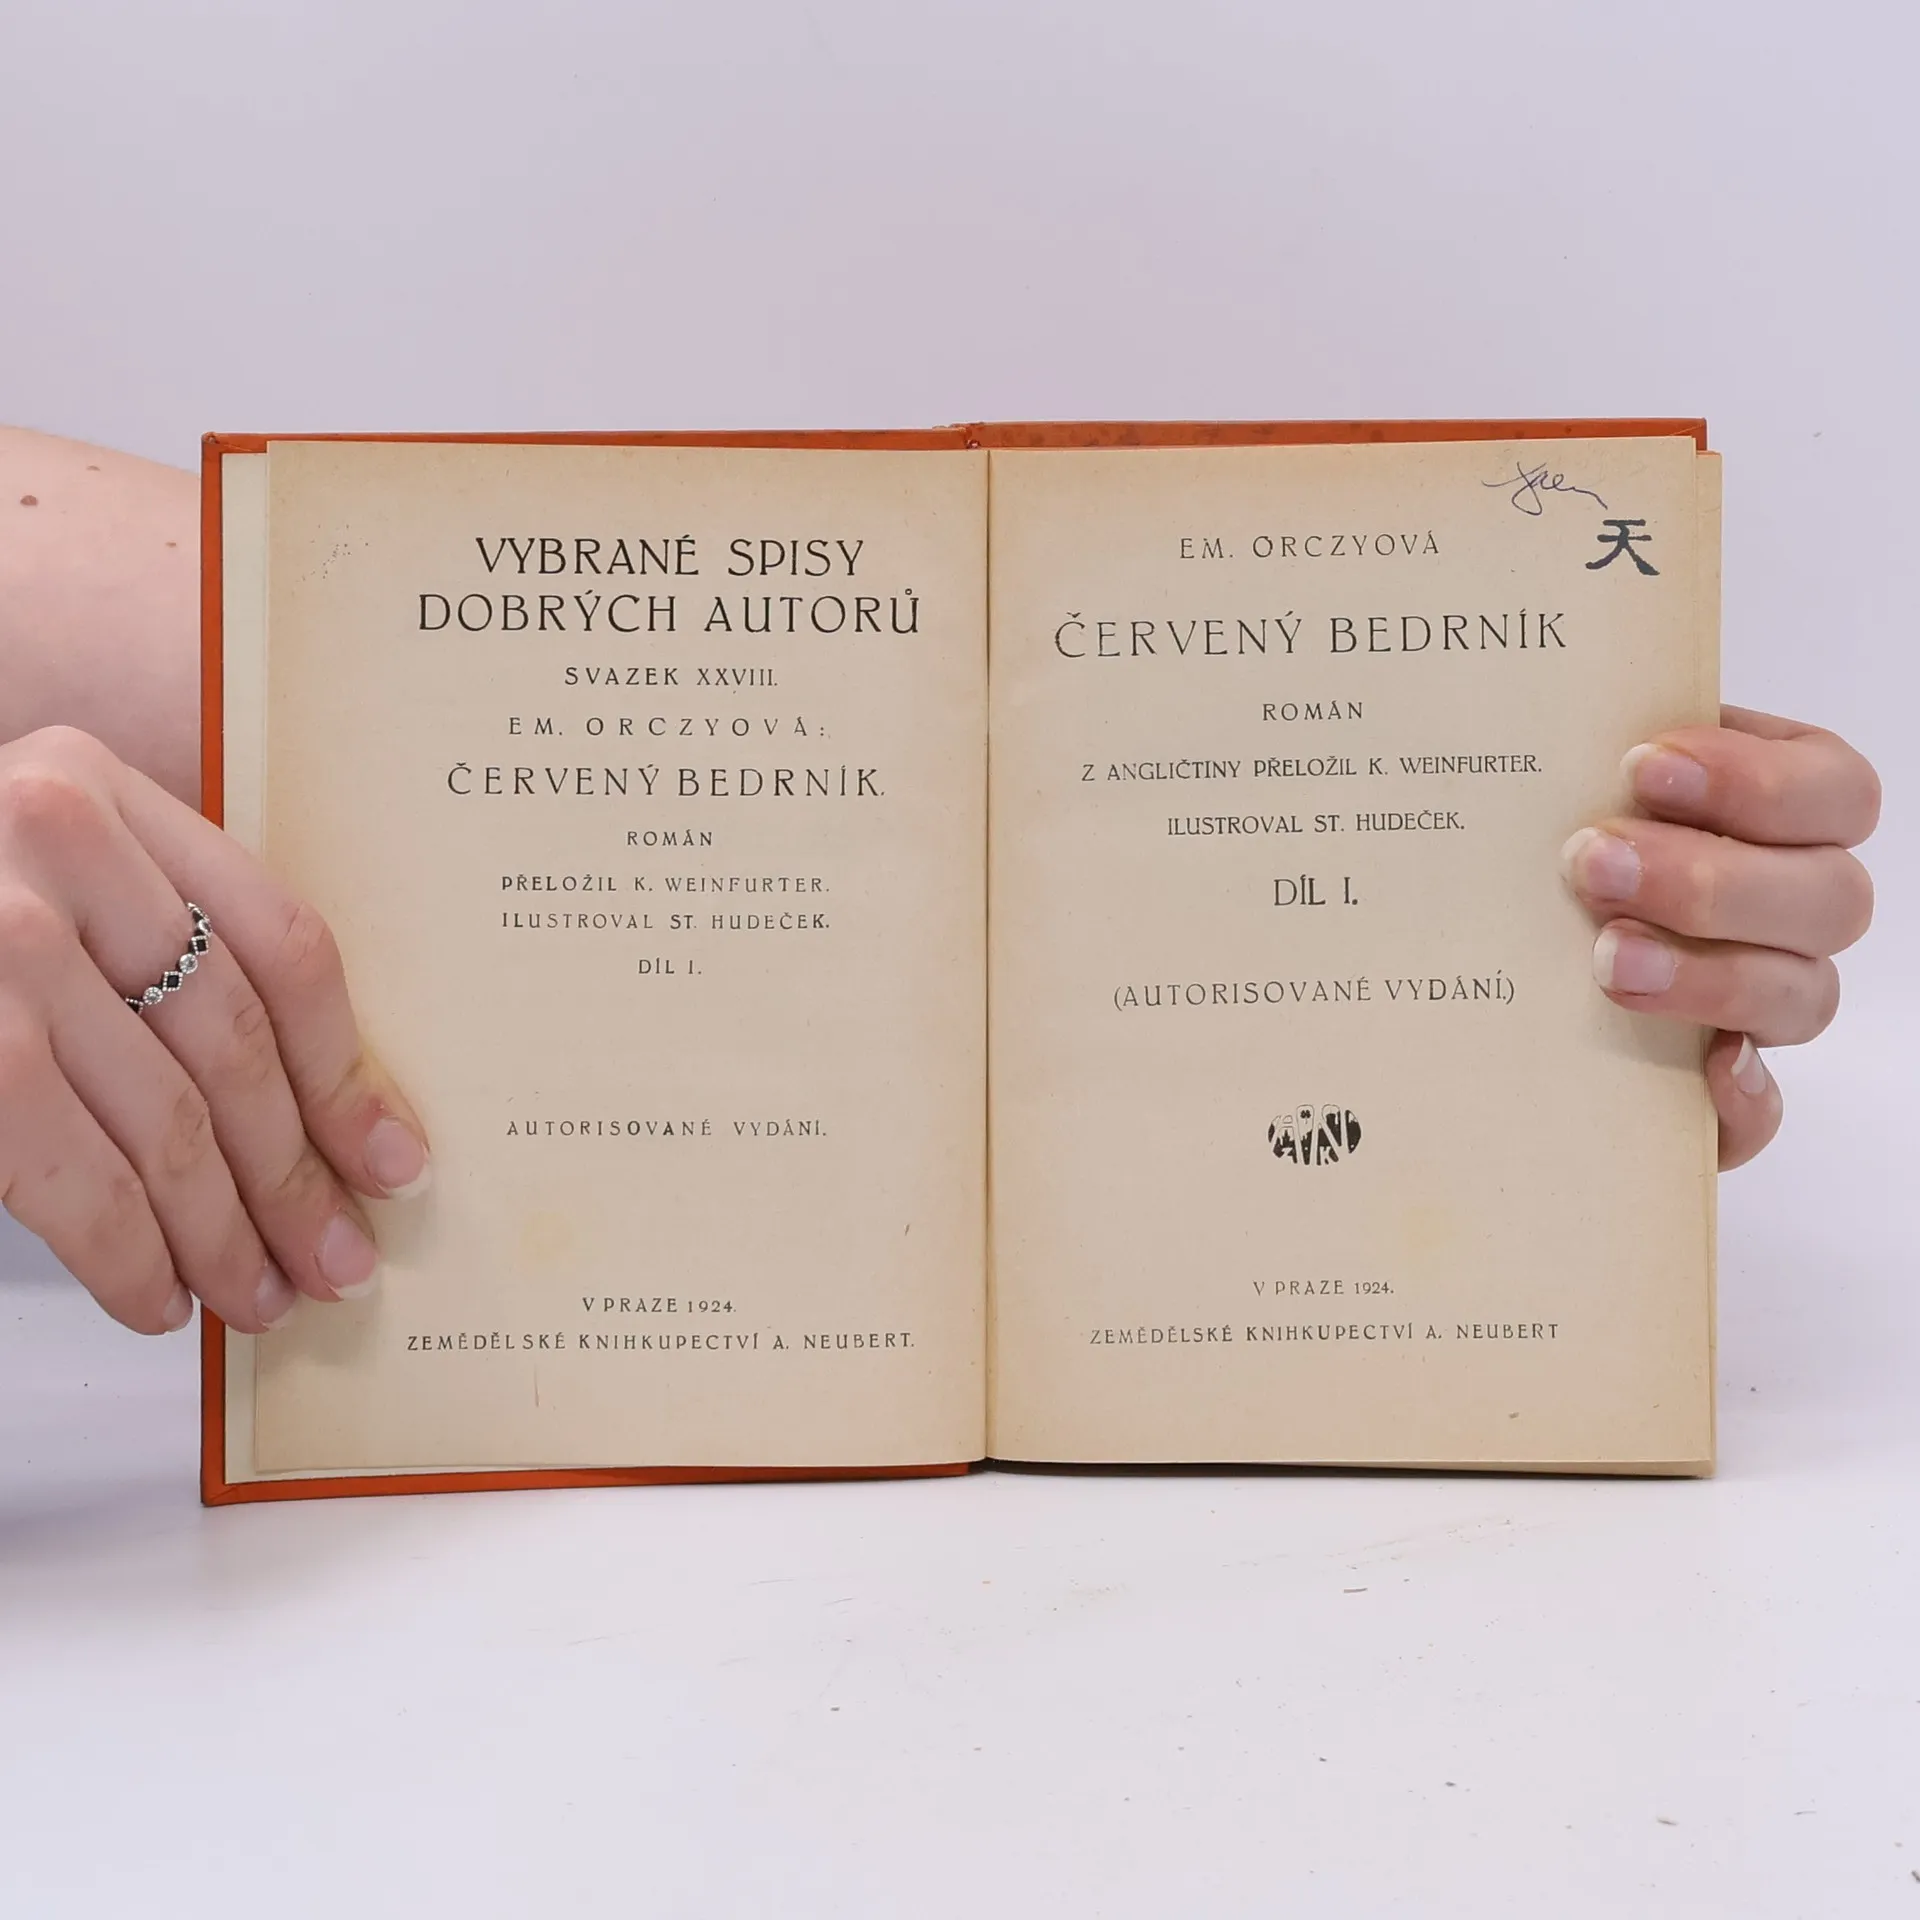 VYBRANÉ SPISY
DOBRÝCH AUTORŮ
SVAZEK XXVIII.
EM. ORCZYOVÁ:
ČERVENÝ BEDRNÍK.
ROMÁN
PŘELOŽIL K. WEINFURTER.
ILUSTROVAL ST. HUDEČEK.
DÍL I.
AUTORISOVANÉ VYDÁNÍ.
V PRAZE 1924.
ZEMĚDĚLSKÉ KNIHKUPECTVÍ A. NEUBERT.
天
EM. ORCZYOVÁ
ČERVENÝ BEDRNÍK
ROMÁN
Z ANGLIČTINY PŘELOŽIL K. WEINFURTER.
ILUSTROVAL ST. HUDEČEK.
DÍL I.
(AUTORISOVANÉ VYDÁNÍ.)
V PRAZE 1924.
ZEMĚDĚLSKÉ KNIHKUPECTVÍ A. NEUBERT